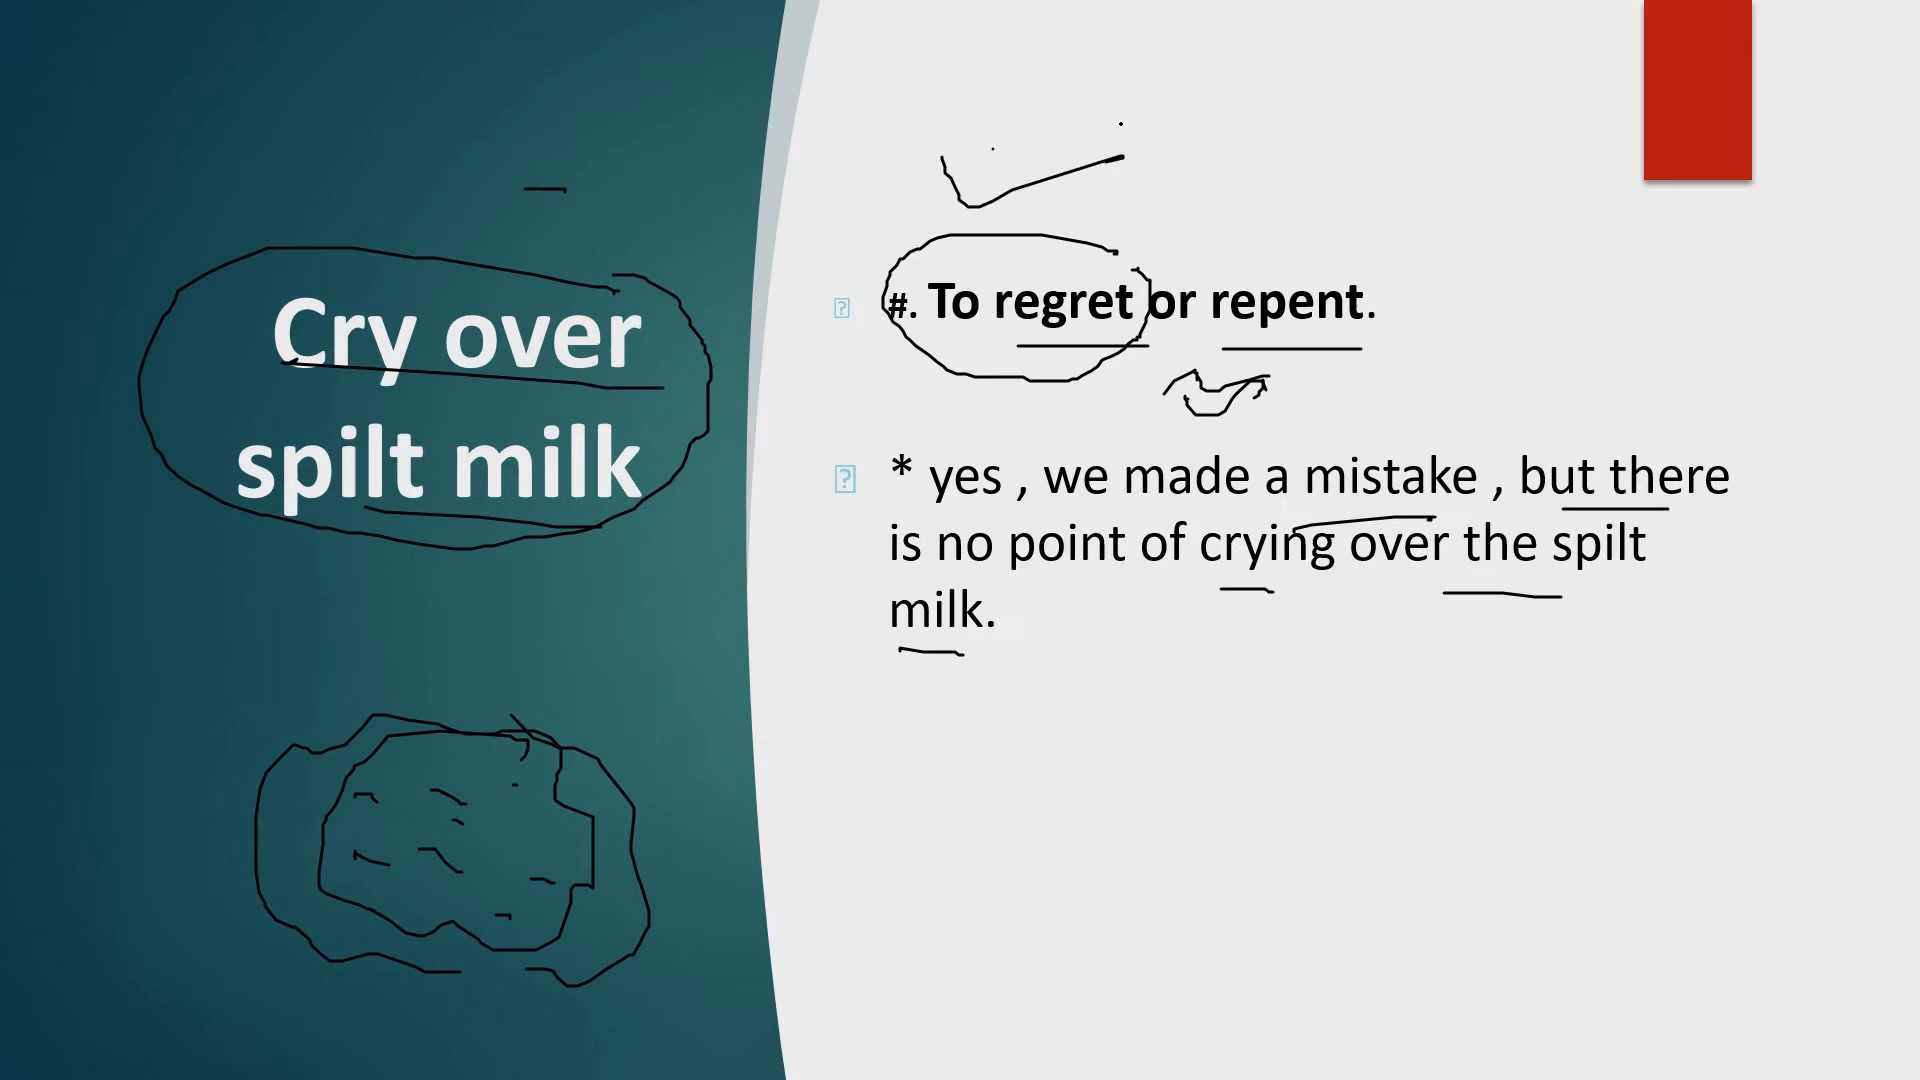 Cry over
spilt milk
#. To regret or repent.
* yes , we made a mistake , but there
is no point of crying over the spilt
milk.